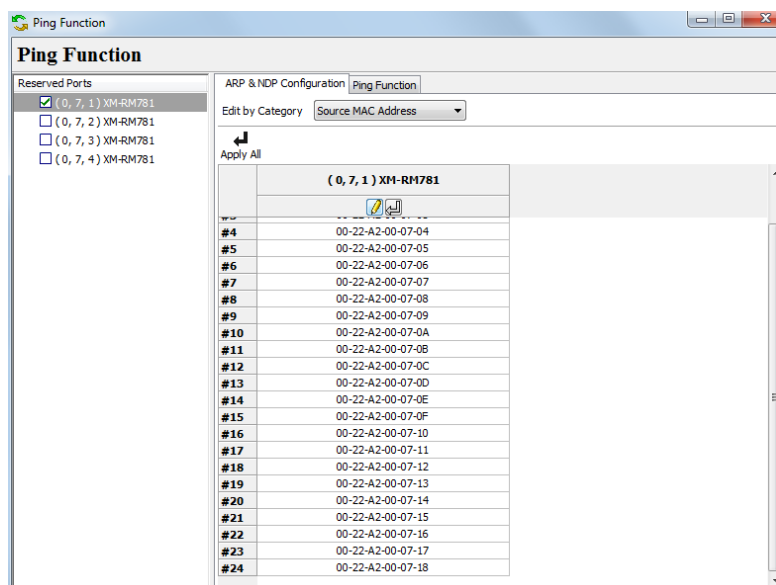 Ping Function
Ping Function
Reserved Ports
( 0, 7, 1 ) XM-RM781
( 0, 7, 2 ) XM-RM781
( 0, 7, 3 ) XM-RM781
( 0, 7, 4 ) XM-RM781
ARP & NDP Configuration Ping Function
Edit by Category Source MAC Address
Apply All
( 0, 7, 1 ) XM-RM781
#4 00-22-A2-00-07-04
#5 00-22-A2-00-07-05
#6 00-22-A2-00-07-06
#7 00-22-A2-00-07-07
#8 00-22-A2-00-07-08
#9 00-22-A2-00-07-09
#10 00-22-A2-00-07-0A
#11 00-22-A2-00-07-0B
#12 00-22-A2-00-07-0C
#13 00-22-A2-00-07-0D
#14 00-22-A2-00-07-0E
#15 00-22-A2-00-07-0F
#16 00-22-A2-00-07-10
#17 00-22-A2-00-07-11
#18 00-22-A2-00-07-12
#19 00-22-A2-00-07-13
#20 00-22-A2-00-07-14
#21 00-22-A2-00-07-15
#22 00-22-A2-00-07-16
#23 00-22-A2-00-07-17
#24 00-22-A2-00-07-18